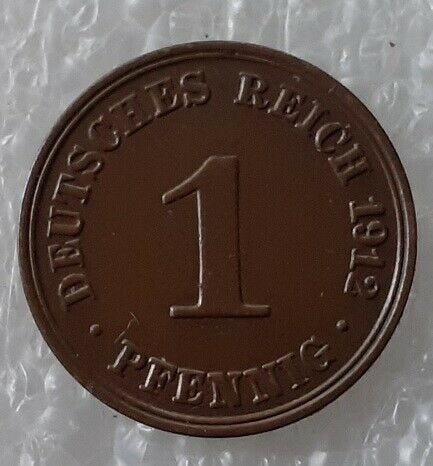 DEUTSCHES REICH 1912
1
· PFENNIG ·